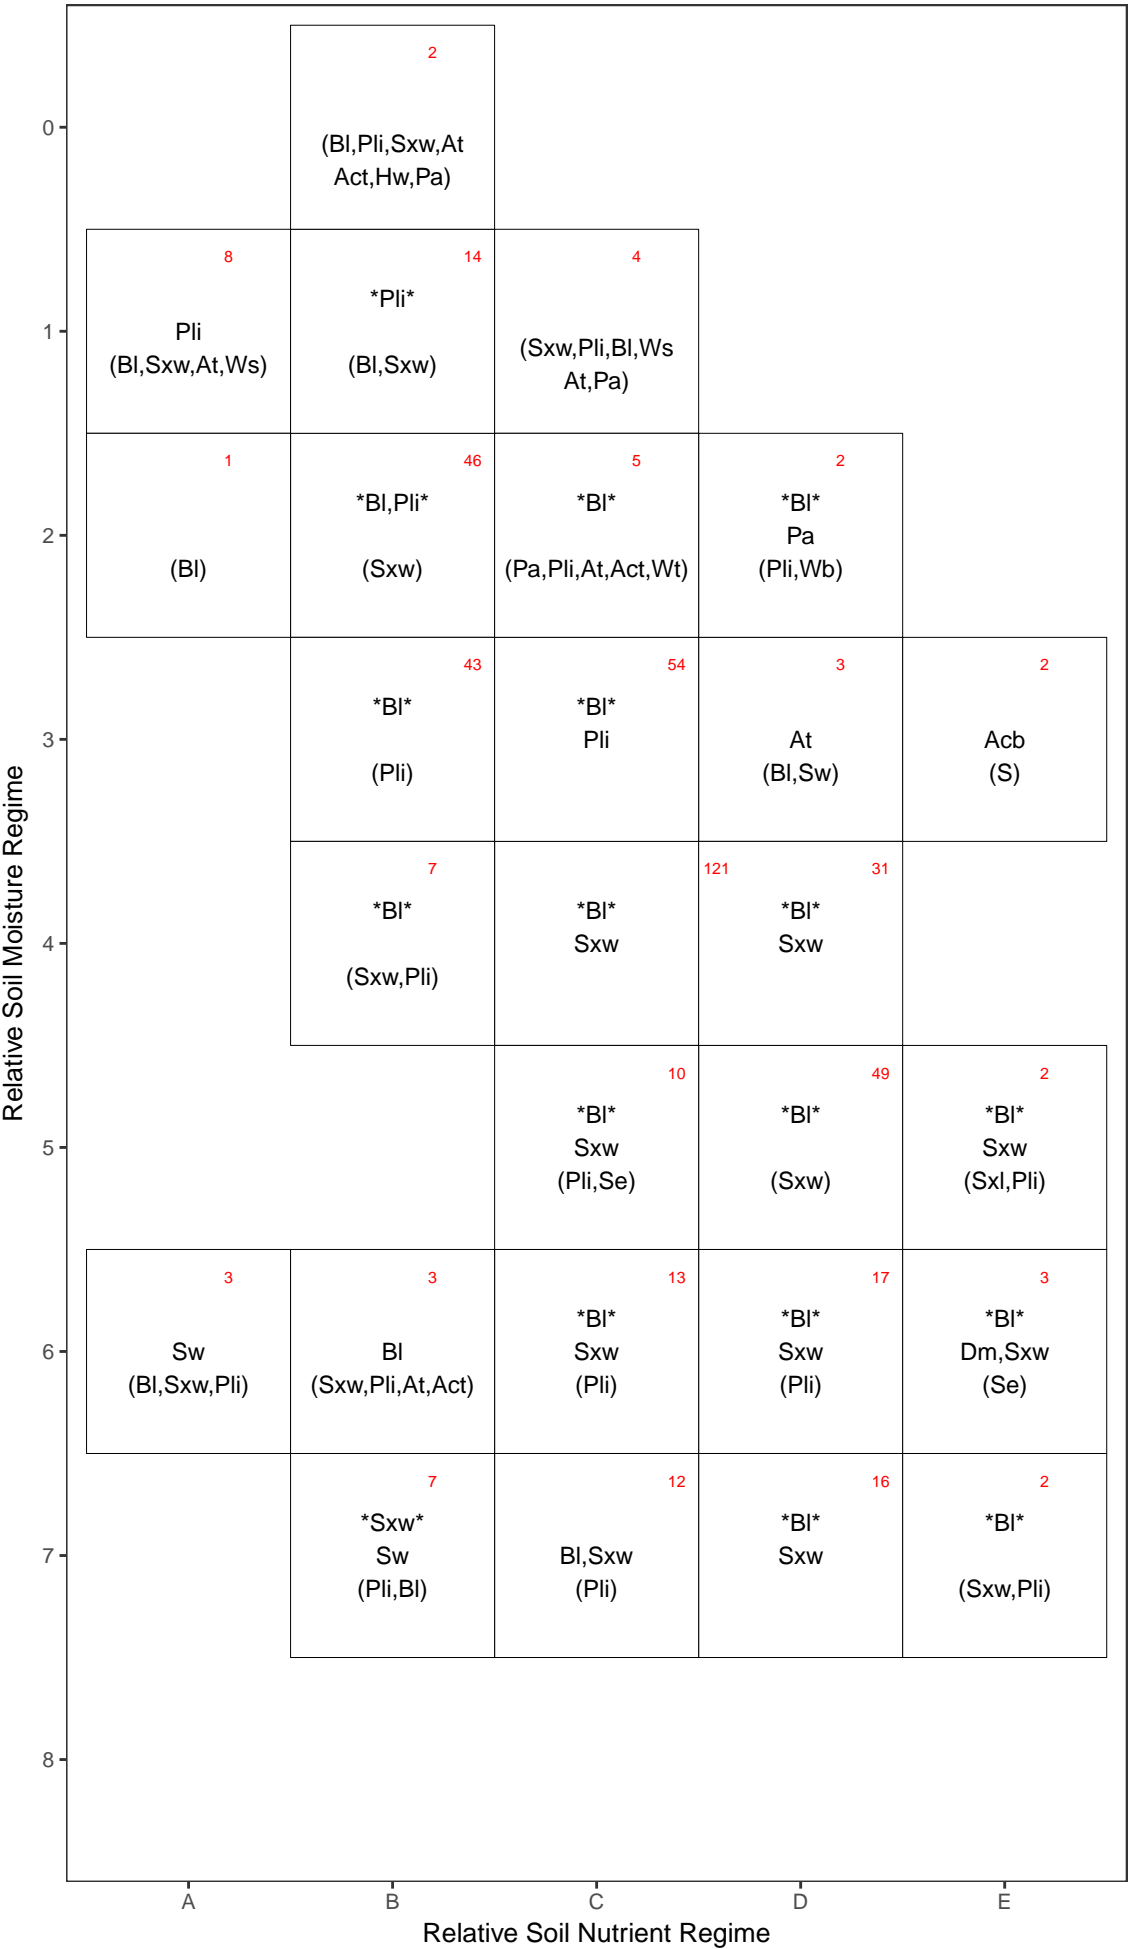 2
0
(Bl,Pli,Sxw,At
Act,Hw,Pa)
8
14
4
*Pli*
1
Pli
(Bl,Sxw,At,Ws)
(Bl,Sxw)
(Sxw,Pli,Bl,Ws
At,Pa)
1
46
5
2
*Bl,Pli*
*Bl*
*Bl*
2
Pa
(Bl)
(Sxw)
(Pa,Pli,At,Act,Wt)
(Pli,Wb)
43
54
3
2
*Bl*
*Bl*
3
Pli
At
Acb
(Pli)
(Bl,Sw)
(S)
7
121
31
*Bl*
*Bl*
*Bl*
4
Sxw
Sxw
(Sxw,Pli)
10
49
2
*Bl*
*Bl*
*Bl*
5
Sxw
Sxw
(Pli,Se)
(Sxw)
(Sxl,Pli)
3
3
13
17
3
*Bl*
*Bl*
*Bl*
6
Sw
Bl
Sxw
Sxw
Dm,Sxw
(Bl,Sxw,Pli)
(Sxw,Pli,At,Act)
(Pli)
(Pli)
(Se)
7
12
16
2
*Sxw*
*Bl*
*Bl*
7
Sw
Bl,Sxw
Sxw
(Pli,Bl)
(Pli)
(Sxw,Pli)
8
A
B
C
D
E
Relative Soil Nutrient Regime
Relative Soil Moisture Regime